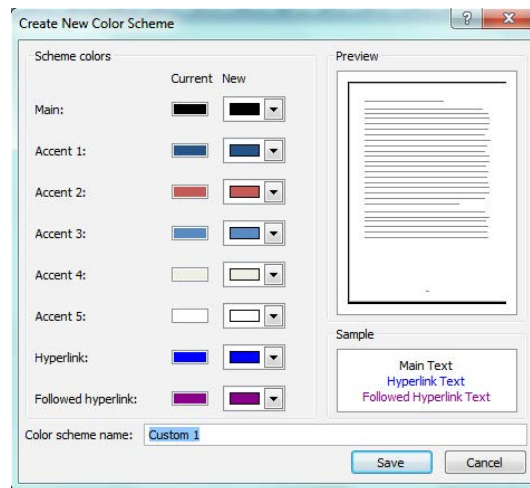 Create New Color Scheme
Scheme colors
Current New
Main:
Accent 1:
Accent 2:
Accent 3:
Accent 4:
Accent 5:
Hyperlink:
Followed hyperlink:
Preview
Sample
Main Text
Hyperlink Text
Followed Hyperlink Text
Color scheme name: Custom 1
Save Cancel